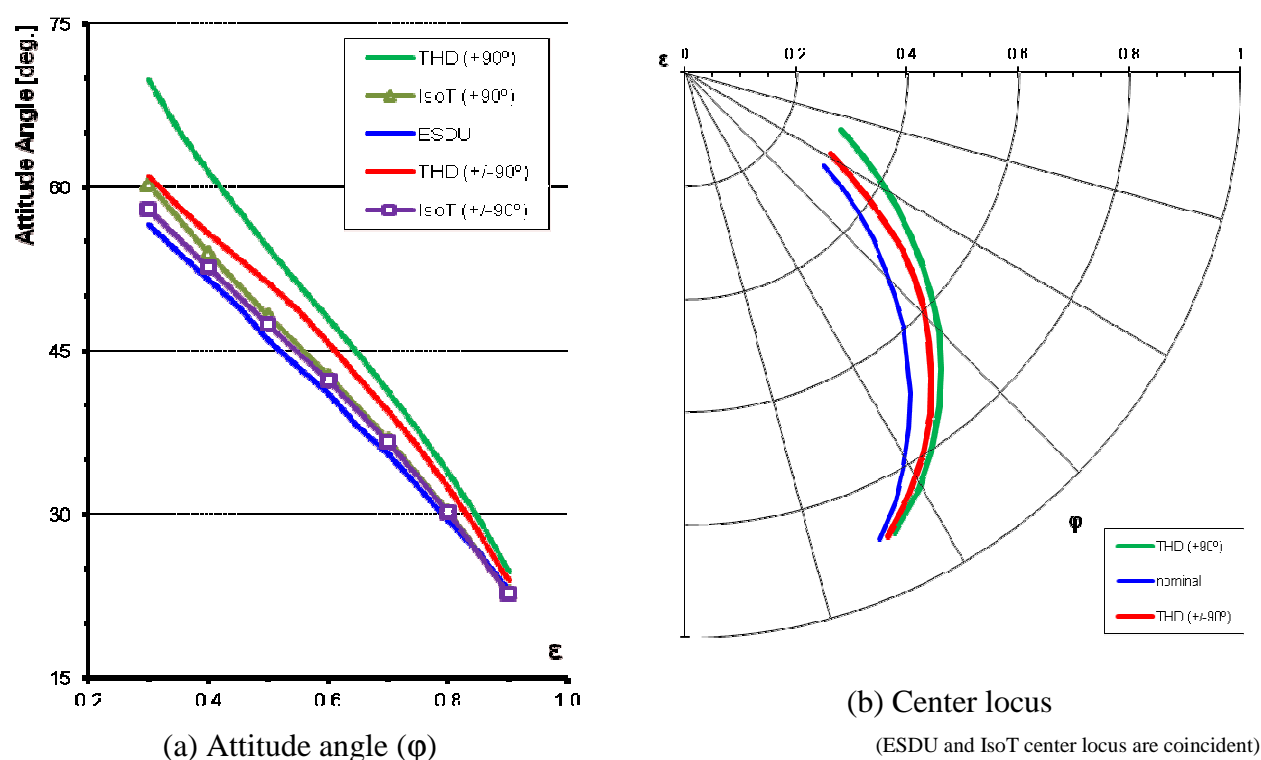 75
60
45
30
15
0.2
0.4
0.6
0.8
1.0
Attitude Angle [deg.]
ε
THD (+90º)
IsoT (+90º)
ESDU
THD (+/-90º)
IsoT (+/-90º)
(a) Attitude angle (φ)
ε
0
0.2
0.4
0.6
0.8
1
φ
THD (+90º)
nominal
THD (+/-90º)
(b) Center locus
(ESDU and IsoT center locus are coincident)